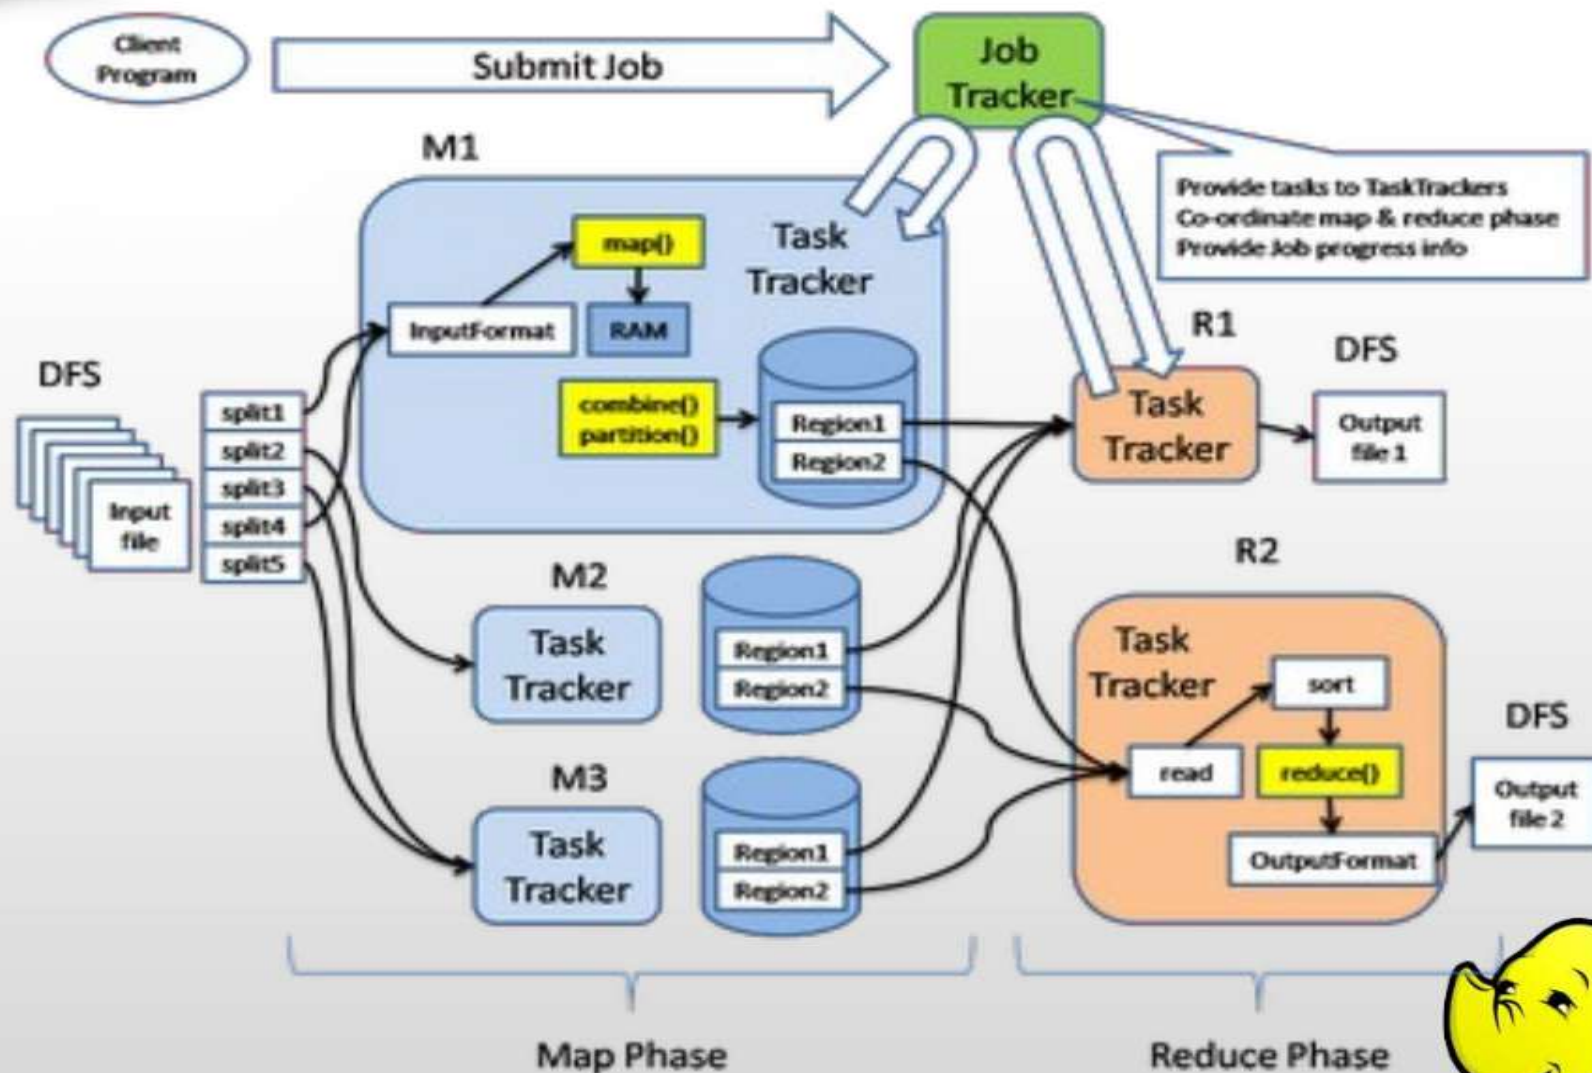 Client
Program
Submit Job
Job
Tracker
Provide tasks to TaskTrackers
Co-ordinate map & reduce phase
Provide Job progress info
M1
map()
Task
Tracker
InputFormat
RAM
combine()
partition()
Region1
Region2
DFS
Input
file
split1
split2
split3
split4
split5
M2
Task
Tracker
Region1
Region2
M3
Task
Tracker
Region1
Region2
R1
Task
Tracker
DFS
Output
file 1
R2
Task
Tracker
sort
read
reduce()
OutputFormat
DFS
Output
file 2
Map Phase
Reduce Phase